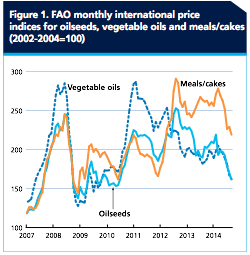 Figure 1. FAO monthly international price
indices for oilseeds, vegetable oils and meals/cakes
(2002-2004=100)
300
Vegetable oils
Meals/cakes
250
200
150
Oilseeds
100
2007 2008 2009 2010 2011 2012 2013 2014